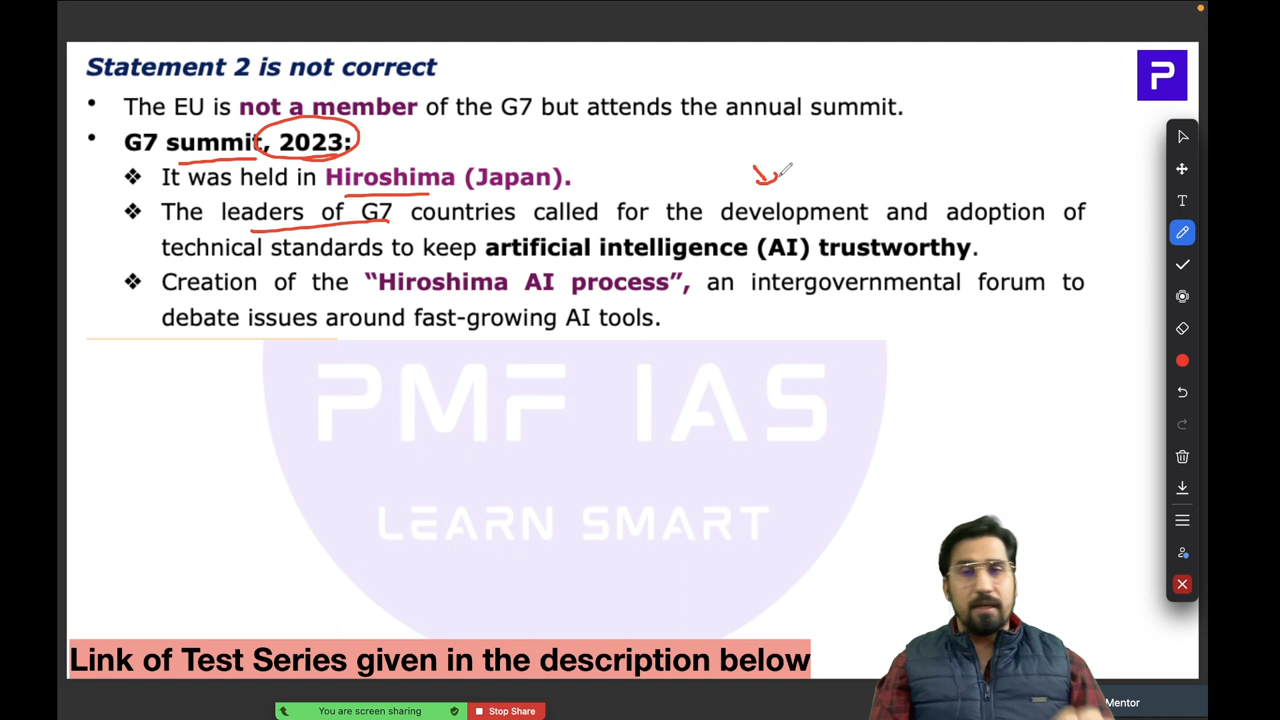 Statement 2 is not correct
P
• The EU is not a member of the G7 but attends the annual summit.
• G7 summit, 2023:
❖ It was held in Hiroshima (Japan).
❖ The leaders of G7 countries called for the development and adoption of
technical standards to keep artificial intelligence (AI) trustworthy.
❖ Creation of the “Hiroshima AI process”, an intergovernmental forum to
debate issues around fast-growing AI tools.
PMF IAS
LEARN SMART
Link of Test Series given in the description below
You are screen sharing
Stop Share
Mentor
T